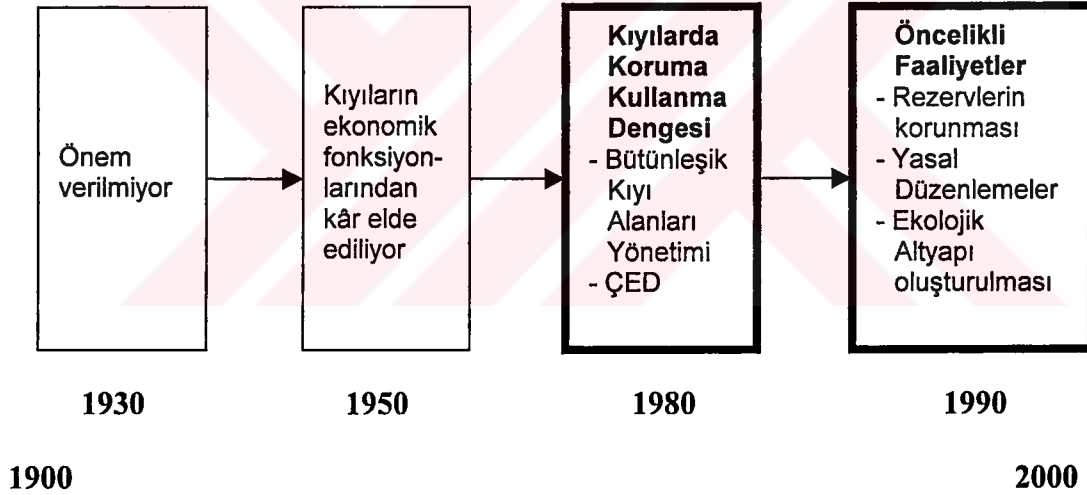 Önem
verilmiyor
Kıyıların
ekonomik
fonksiyon-
larından
kâr elde
ediliyor
Kıyılarda
Koruma
Kullanma
Dengesi
- Bütünleşik
Kıyı
Alanları
Yönetimi
- ÇED
Öncelikli
Faaliyetler
- Rezervlerin
korunması
- Yasal
Düzenlemeler
- Ekolojik
Altyapı
oluşturulması
1930
1950
1980
1990
1900
2000